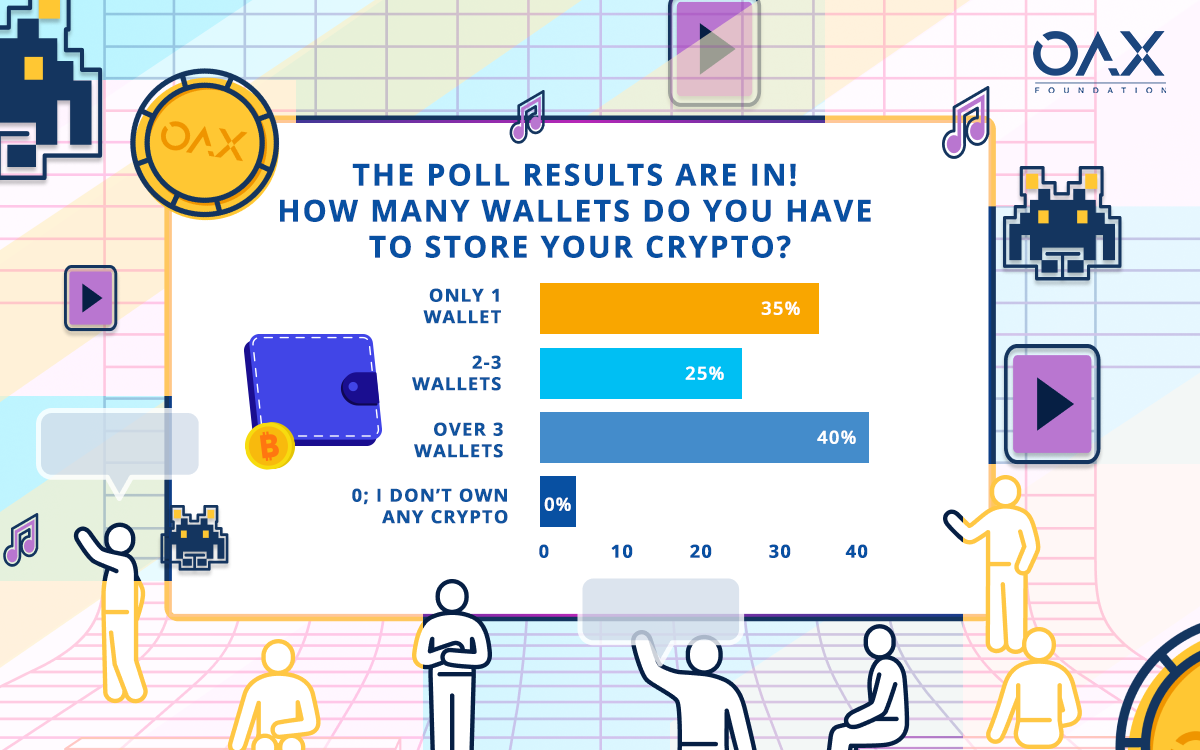 OAX
FOUNDATION
OAX
THE POLL RESULTS ARE IN!
HOW MANY WALLETS DO YOU HAVE
TO STORE YOUR CRYPTO?
ONLY 1
WALLET
35%
2-3
WALLETS
25%
OVER 3
WALLETS
40%
0; I DON’T OWN
ANY CRYPTO
0%
0 10 20 30 40